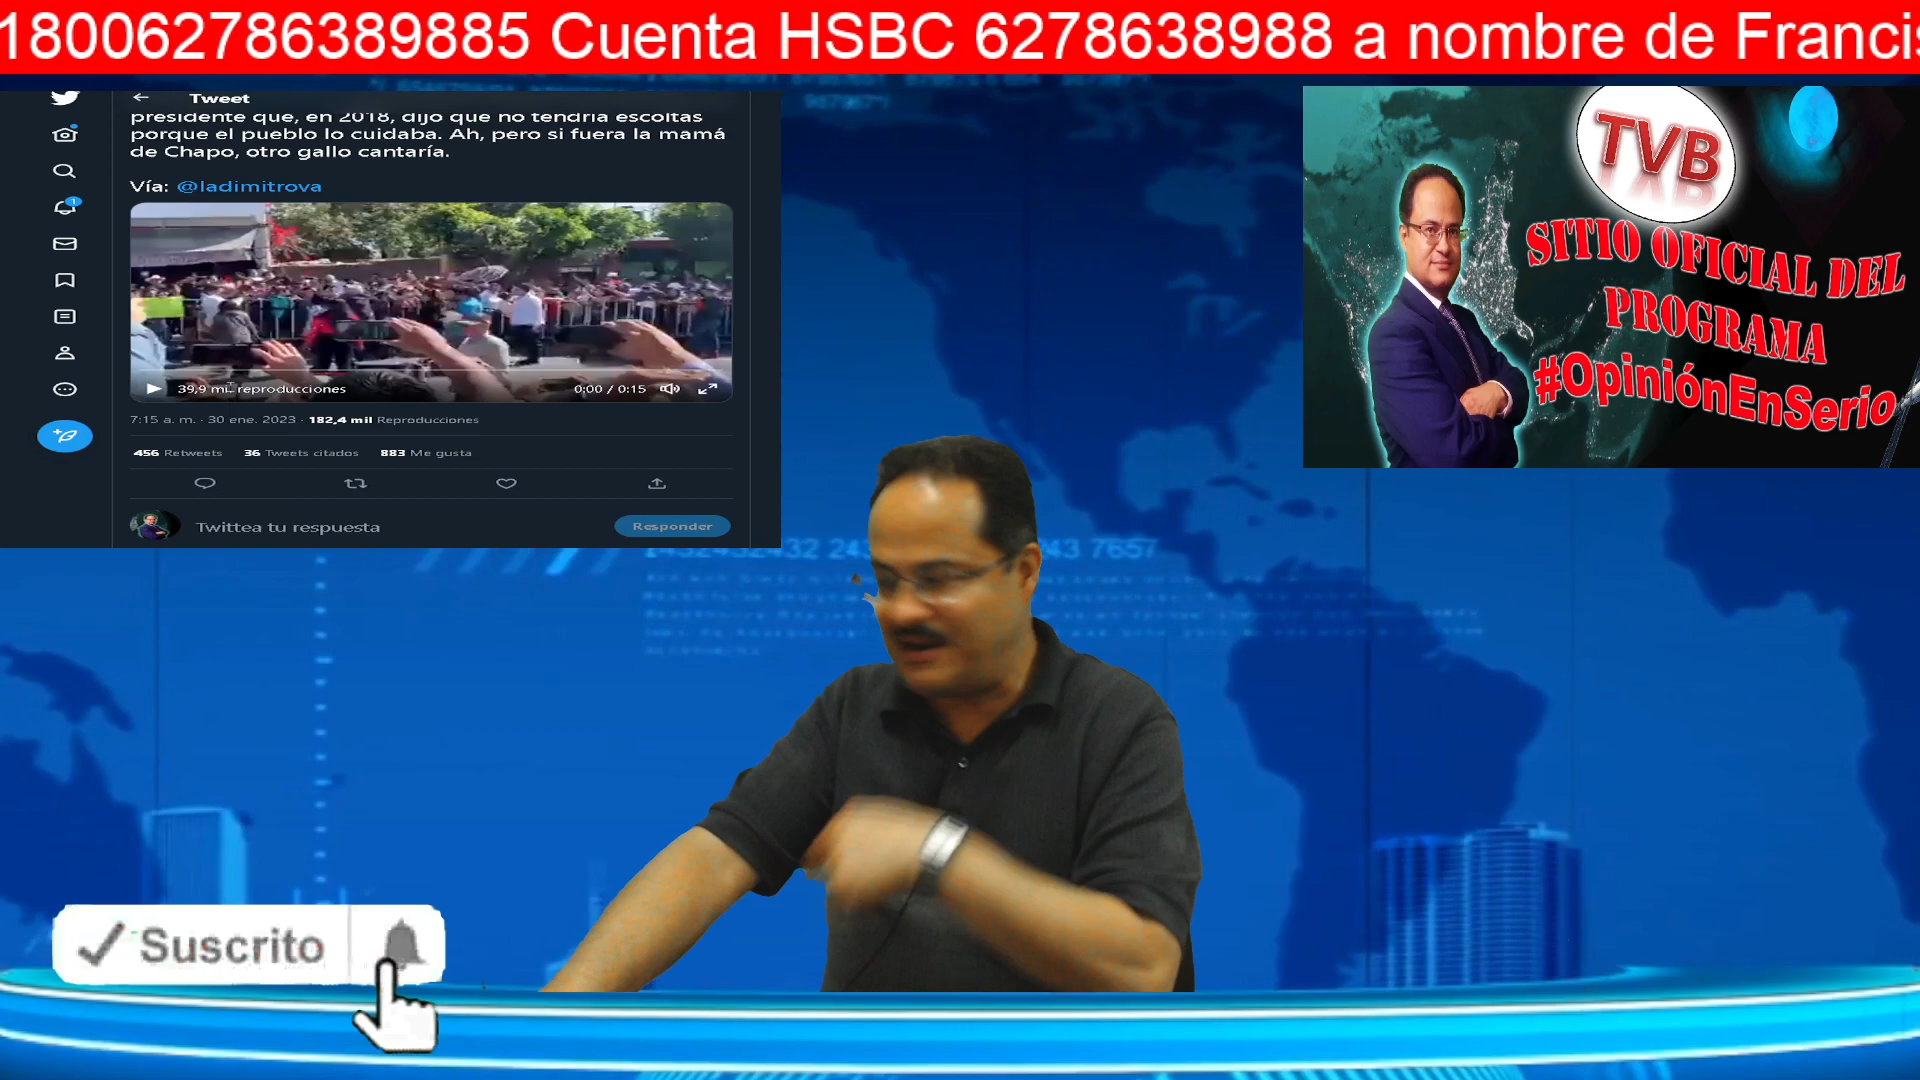 180062786389885 Cuenta HSBC 6278638988 a nombre de Francis
Tweet
presidente que, en 2018, dijo que no tendría escoltas
porque el pueblo lo cuidaba. Ah, pero si fuera la mamá
de Chapo, otro gallo cantaría.
Vía: @ladimitrova
39,9 mil reproducciones
0:00 / 0:15
7:15 a. m. · 30 ene. 2023 · 182,4 mil Reproducciones
456 Retweets 36 Tweets citados 883 Me gusta
Twittea tu respuesta
Responder
TVB
SITIO OFICIAL DEL
PROGRAMA
#OpiniónEnSerio
43 7657
Suscrito